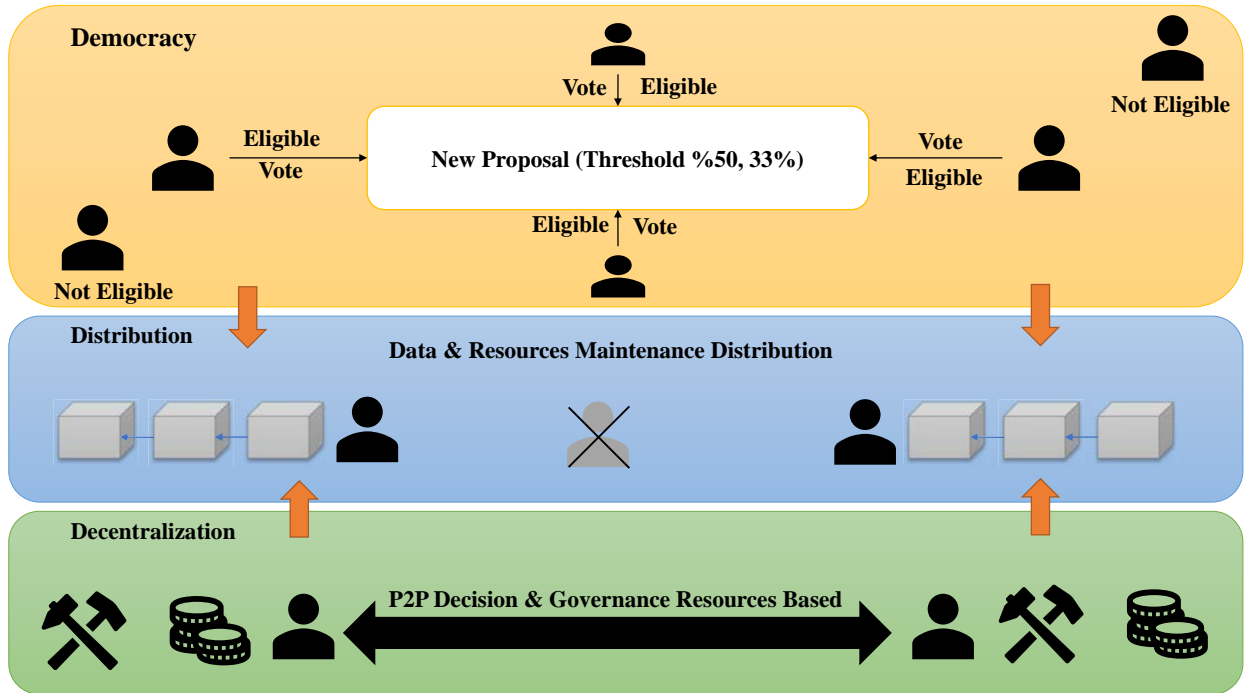 Democracy
Vote
Eligible
Not Eligible
Eligible
Vote
New Proposal (Threshold %50, 33%)
Vote
Eligible
Eligible
Vote
Not Eligible
Distribution
Data & Resources Maintenance Distribution
Decentralization
P2P Decision & Governance Resources Based